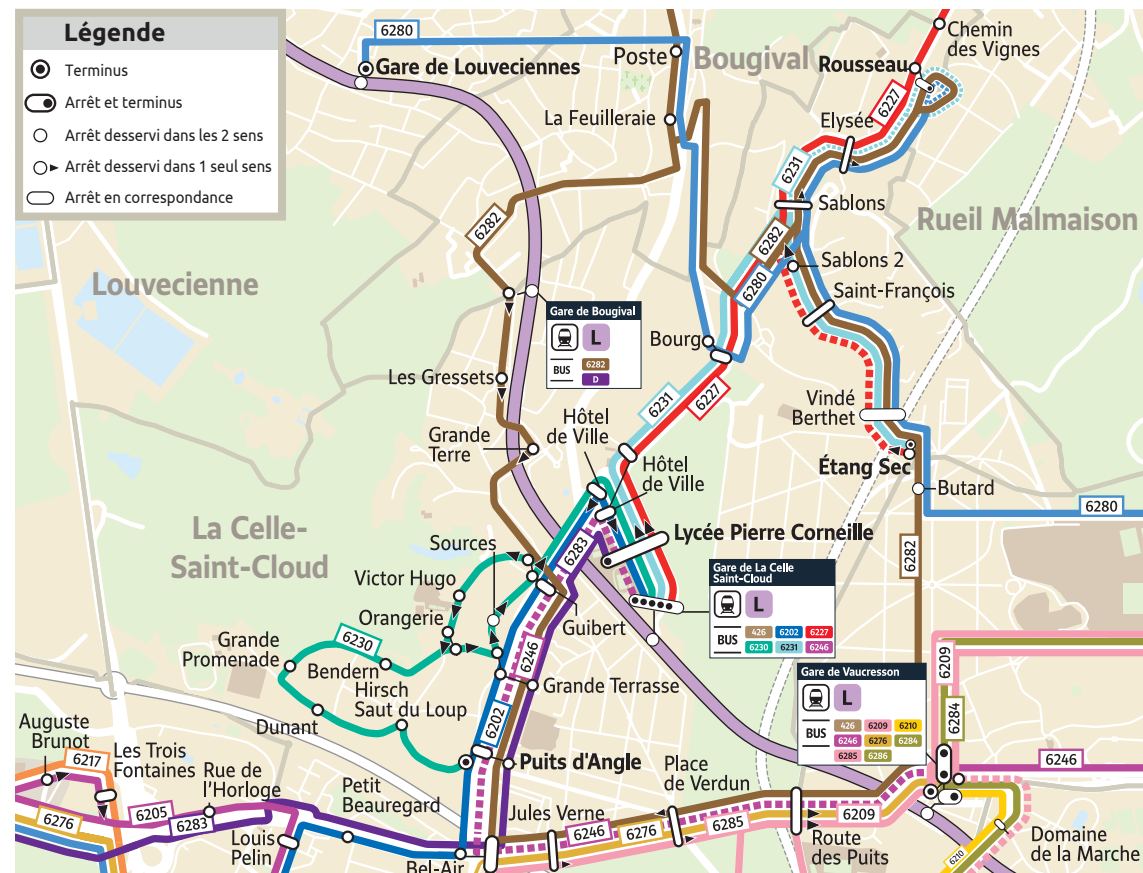 Légende
Terminus
Arrêt et terminus
Arrêt desservi dans les 2 sens
Arrêt desservi dans 1 seul sens
Arrêt en correspondance
6280
Gare de Louveciennes
Poste
Bougival
Chemin
des Vignes
Rousseau
6227
La Feuilleraie
Elysée
6231
Sablons
Rueil Malmaison
6282
6282
Sablons 2
Louvecienne
6280
Saint-François
Gare de Bougival
L
BUS
6282
D
Bourg
Les Gressets
6231
6227
Vindé
Berthet
Hôtel
de Ville
Grande
Terre
Hôtel
de Ville
Étang Sec
Butard
6280
La Celle-
Saint-Cloud
Sources
6283
Lycée Pierre Corneille
6282
Gare de La Celle
Saint-Cloud
L
BUS
426
6202
6227
6230
6231
6246
Victor Hugo
Orangerie
Guibert
Grande
Promenade
6230
Bendern
6246
6209
Hirsch
Saut du Loup
Grande Terrasse
Gare de Vaucresson
L
BUS
426
6209
6210
6246
6276
6284
6285
6286
6284
Dunant
6202
Auguste
Brunot
6217
Les Trois
Fontaines
Rue de
l'Horloge
Puits d'Angle
Place
de Verdun
6246
Petit
Beauregard
6205
6283
6276
Jules Verne
6246
6276
6285
6209
Louis
Pelin
Bel-Air
Route
des Puits
Domaine
de la Marche
6210